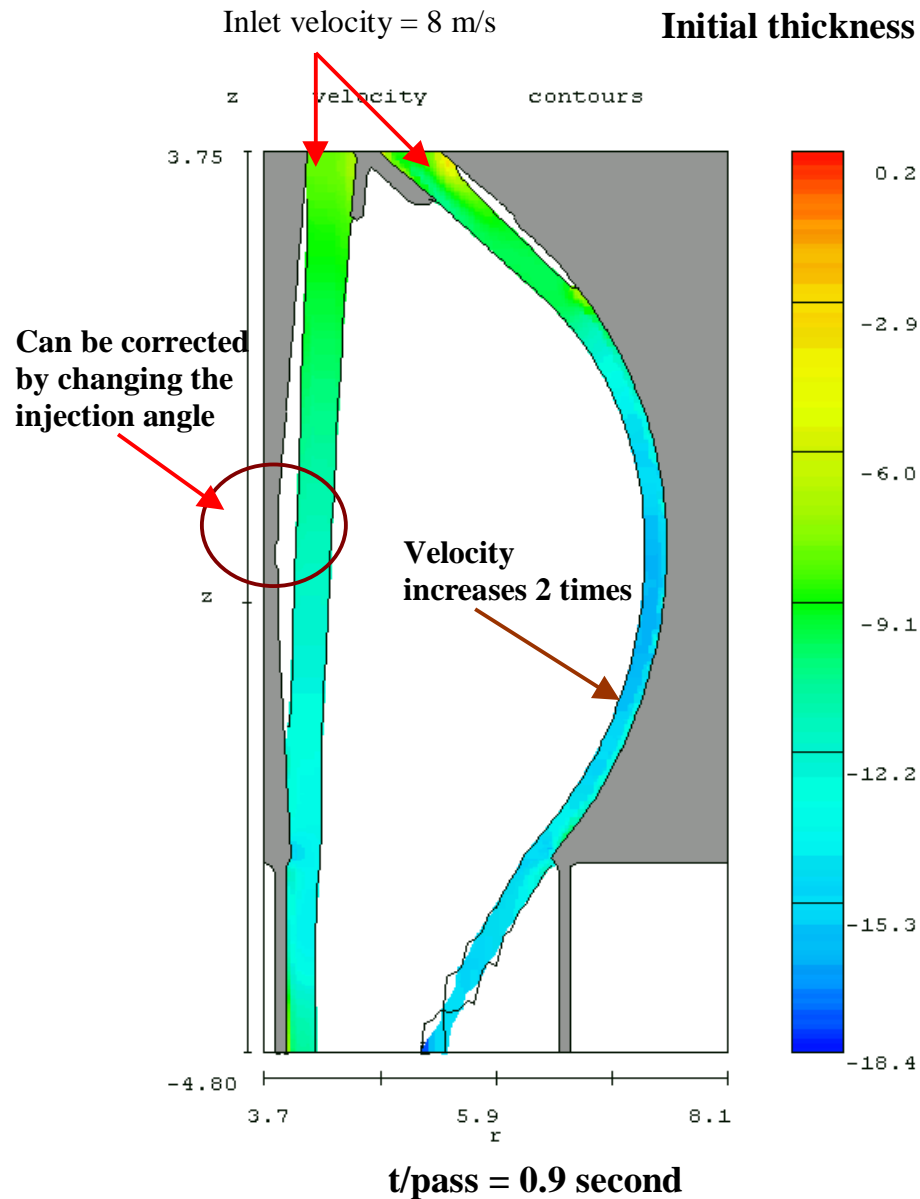 Inlet velocity = 8 m/s
Initial thickness
z velocity contours
3.75
0.2
-2.9
Can be corrected
by changing the
injection angle
-6.0
Velocity
increases 2 times
z
-9.1
-12.2
-15.3
-18.4
-4.80
3.7 5.9 8.1
r
t/pass = 0.9 second